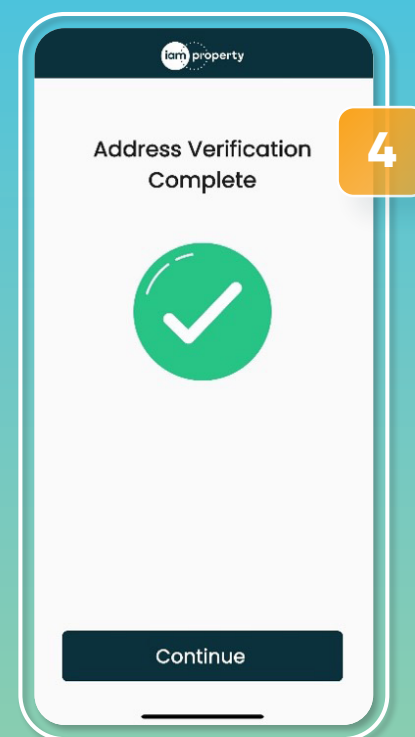 iam property
4
Address Verification
Complete
Continue